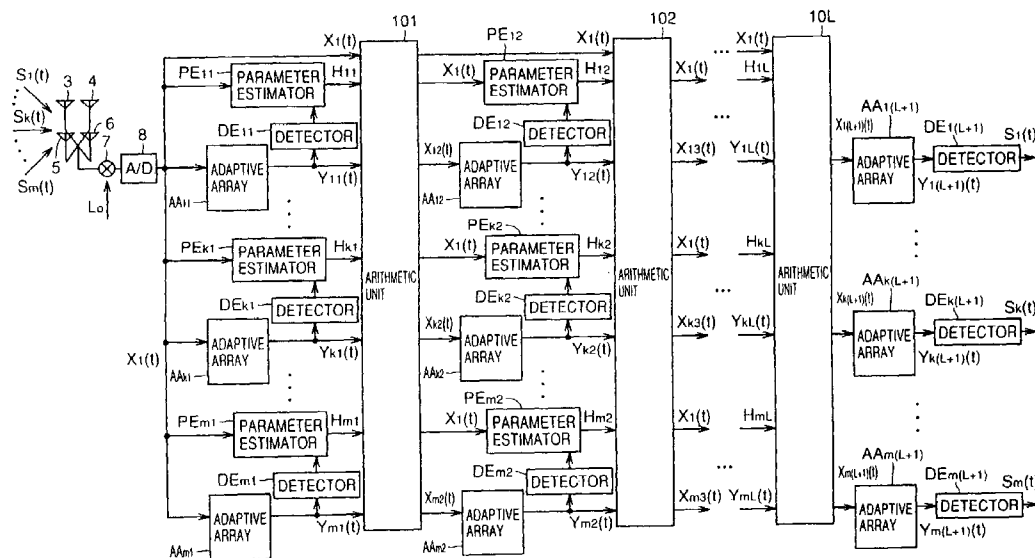 101
102
10L
S1(t)
Sk(t)
Sm(t)
3
4
5
6
7
8
A/D
Lo
X1(t)
PE11
PARAMETER
ESTIMATOR
H11
DE11
DETECTOR
ADAPTIVE
ARRAY
AA11
Y11(t)
PEk1
PARAMETER
ESTIMATOR
Hk1
DEk1
DETECTOR
X1(t)
ADAPTIVE
ARRAY
AAk1
Yk1(t)
PEm1
PARAMETER
ESTIMATOR
Hm1
DEm1
DETECTOR
ADAPTIVE
ARRAY
AAm1
Ym1(t)
ARITHMETIC
UNIT
X1(t)
PE12
X1(t)
PARAMETER
ESTIMATOR
H12
DE12
DETECTOR
X12(t)
ADAPTIVE
ARRAY
AA12
Y12(t)
PEk2
X1(t)
PARAMETER
ESTIMATOR
Hk2
DEk2
DETECTOR
Xk2(t)
ADAPTIVE
ARRAY
AAk2
Yk2(t)
PEm2
X1(t)
PARAMETER
ESTIMATOR
Hm2
DEm2
DETECTOR
Xm2(t)
ADAPTIVE
ARRAY
AAm2
Ym2(t)
ARITHMETIC
UNIT
X1(t)
... X1(t)
... H1L
X13(t) ... Y1L(t)
X1(t) ... HkL
Xk3(t) ... YkL(t)
X1(t) ... HmL
Xm3(t) ... YmL(t)
ARITHMETIC
UNIT
AA1(L+1)
X1(L+1)(t)
ADAPTIVE
ARRAY
DE1(L+1)
DETECTOR
S1(t)
Y1(L+1)(t)
AAk(L+1)
Xk(L+1)(t)
ADAPTIVE
ARRAY
DEk(L+1)
DETECTOR
Sk(t)
Yk(L+1)(t)
AAm(L+1)
Xm(L+1)(t)
ADAPTIVE
ARRAY
DEm(L+1)
DETECTOR
Sm(t)
Ym(L+1)(t)